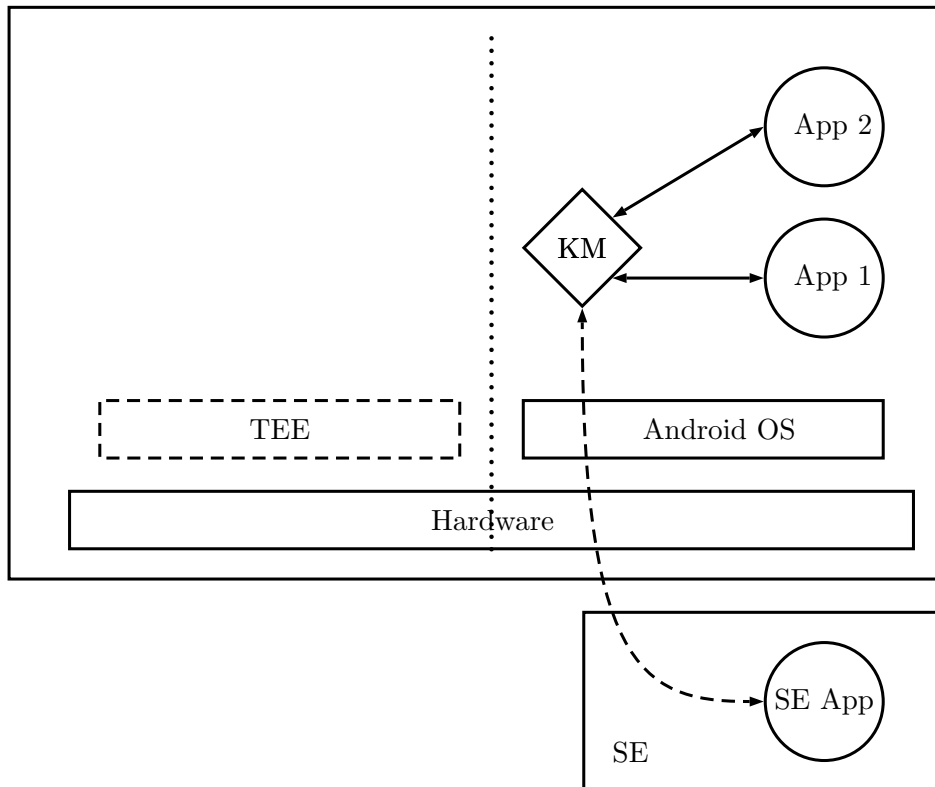 App 2
KM
App 1
TEE
Android OS
Hardware
SE App
SE